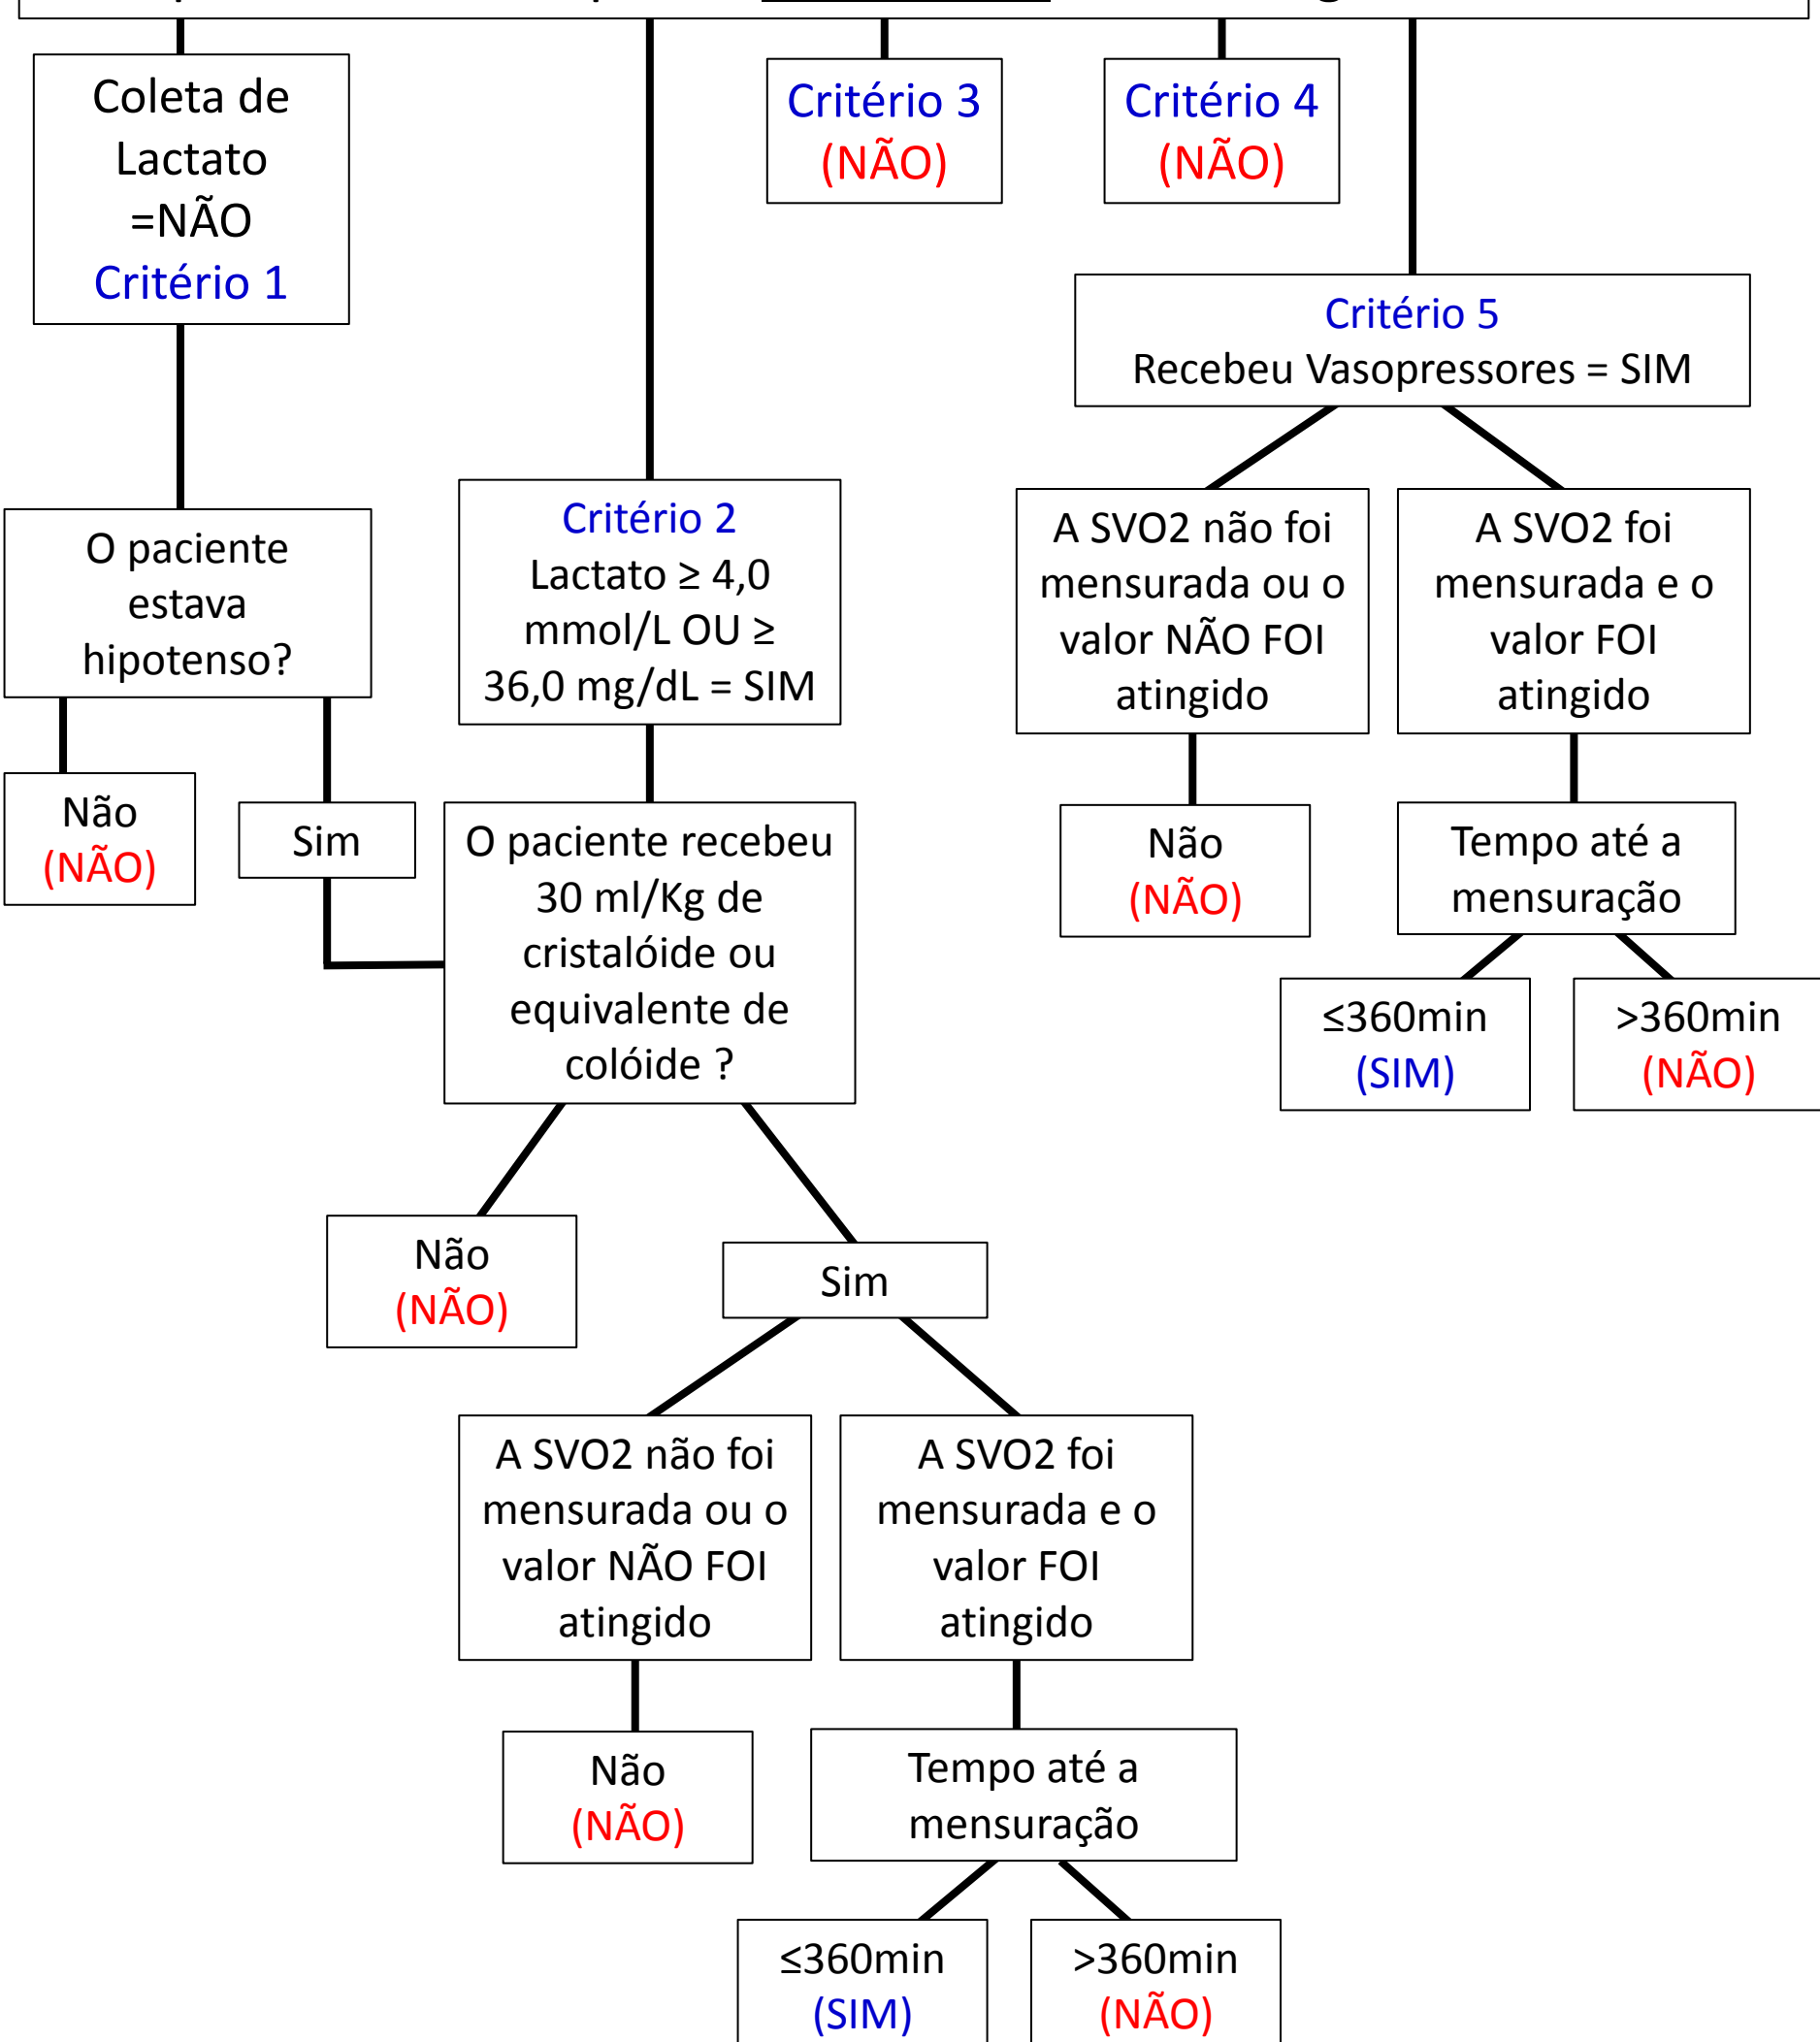 Coleta de
Lactato
=NÃO
Critério 1
Critério 3
(NÃO)
Critério 4
(NÃO)
Critério 5
Recebeu Vasopressores = SIM
O paciente
estava
hipotenso?
Critério 2
Lactato ≥ 4,0
mmol/L OU ≥
36,0 mg/dL = SIM
A SVO2 não foi
mensurada ou o
valor NÃO FOI
atingido
A SVO2 foi
mensurada e o
valor FOI
atingido
Não
(NÃO)
Sim
O paciente recebeu
30 ml/Kg de
cristalóide ou
equivalente de
colóide ?
Não
(NÃO)
Tempo até a
mensuração
≤360min
(SIM)
>360min
(NÃO)
Não
(NÃO)
Sim
A SVO2 não foi
mensurada ou o
valor NÃO FOI
atingido
A SVO2 foi
mensurada e o
valor FOI
atingido
Não
(NÃO)
Tempo até a
mensuração
≤360min
(SIM)
>360min
(NÃO)